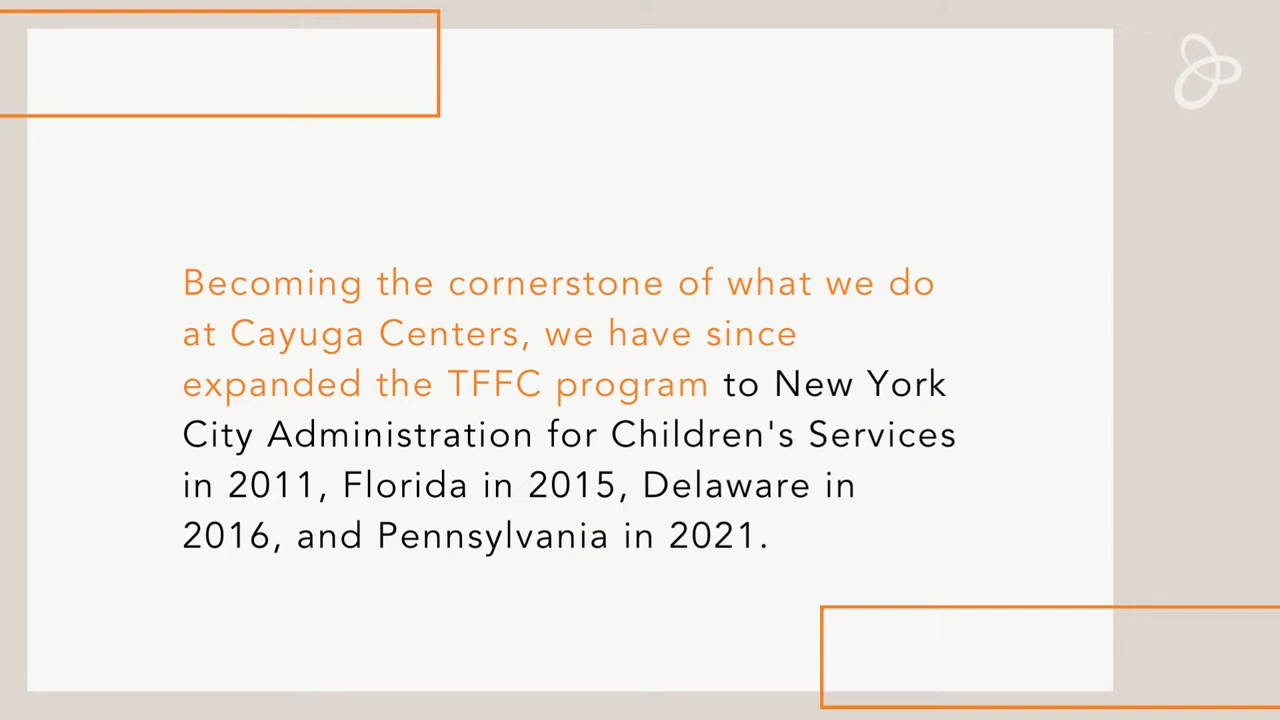 Becoming the cornerstone of what we do
at Cayuga Centers, we have since
expanded the TFFC program to New York
City Administration for Children's Services
in 2011, Florida in 2015, Delaware in
2016, and Pennsylvania in 2021.